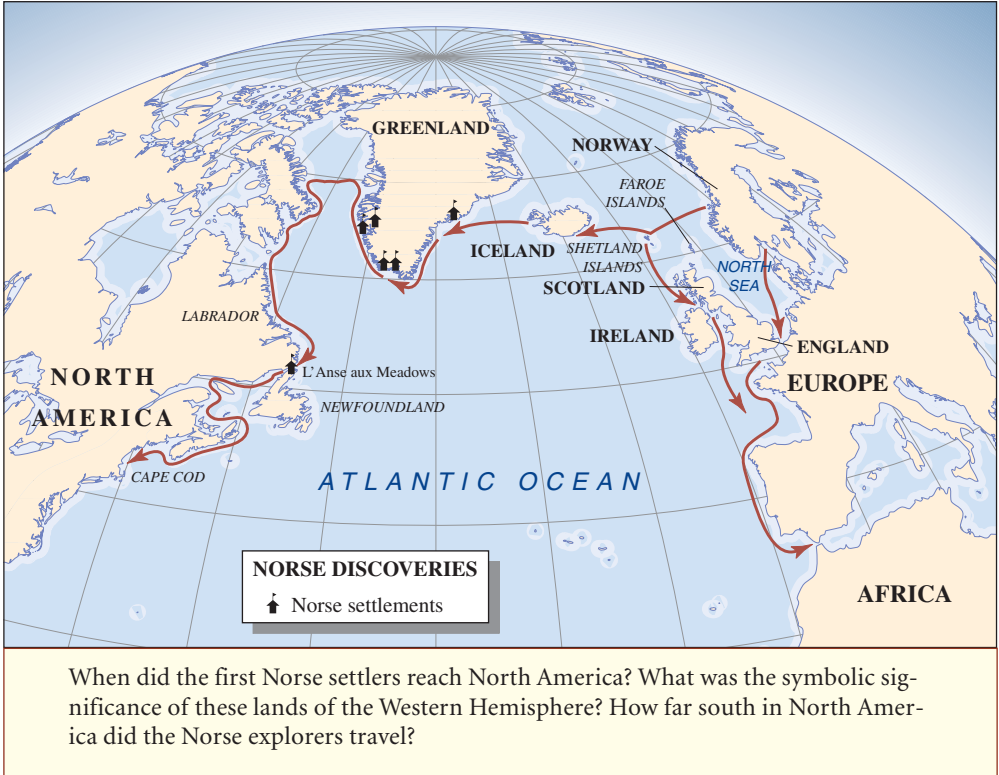 GREENLAND
NORWAY
FAROE
ISLANDS
ICELAND
SHETLAND
ISLANDS
NORTH
SEA
SCOTLAND
IRELAND
ENGLAND
EUROPE
LABRADOR
L’Anse aux Meadows
NORTH
AMERICA
NEWFOUNDLAND
CAPE COD
ATLANTIC OCEAN
AFRICA
NORSE DISCOVERIES
Norse settlements
When did the first Norse settlers reach North America? What was the symbolic sig-
nificance of these lands of the Western Hemisphere? How far south in North Amer-
ica did the Norse explorers travel?